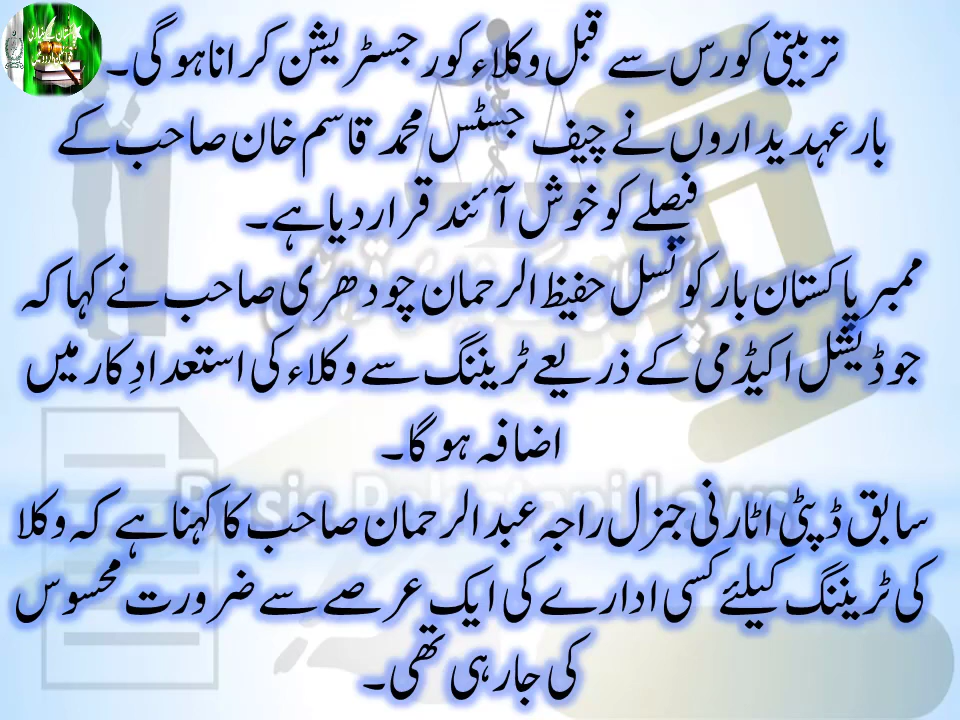 تربیتی کورس سے قبل وکلاء کو رجسٹریشن کرانا ہو گی۔
بار عہدیداروں نے چیف جسٹس محمد قاسم خان صاحب کے
فیصلے کو خوش آئند قرار دیا ہے۔
ممبر پاکستان بار کونسل حفیظ الرحمان چودھری صاحب نے کہا کہ
جوڈیشل اکیڈمی کے ذریعے ٹریننگ سے وکلاء کی استعدادِ کار میں
اضافہ ہو گا۔
سابق ڈپٹی اٹارنی جنرل راجہ عبدالرحمان صاحب کا کہنا ہے کہ وکلا
کی ٹریننگ کیلئے کسی ادارے کی ایک عرصے سے ضرورت محسوس
کی جا رہی تھی۔
Basic Pakistani Laws